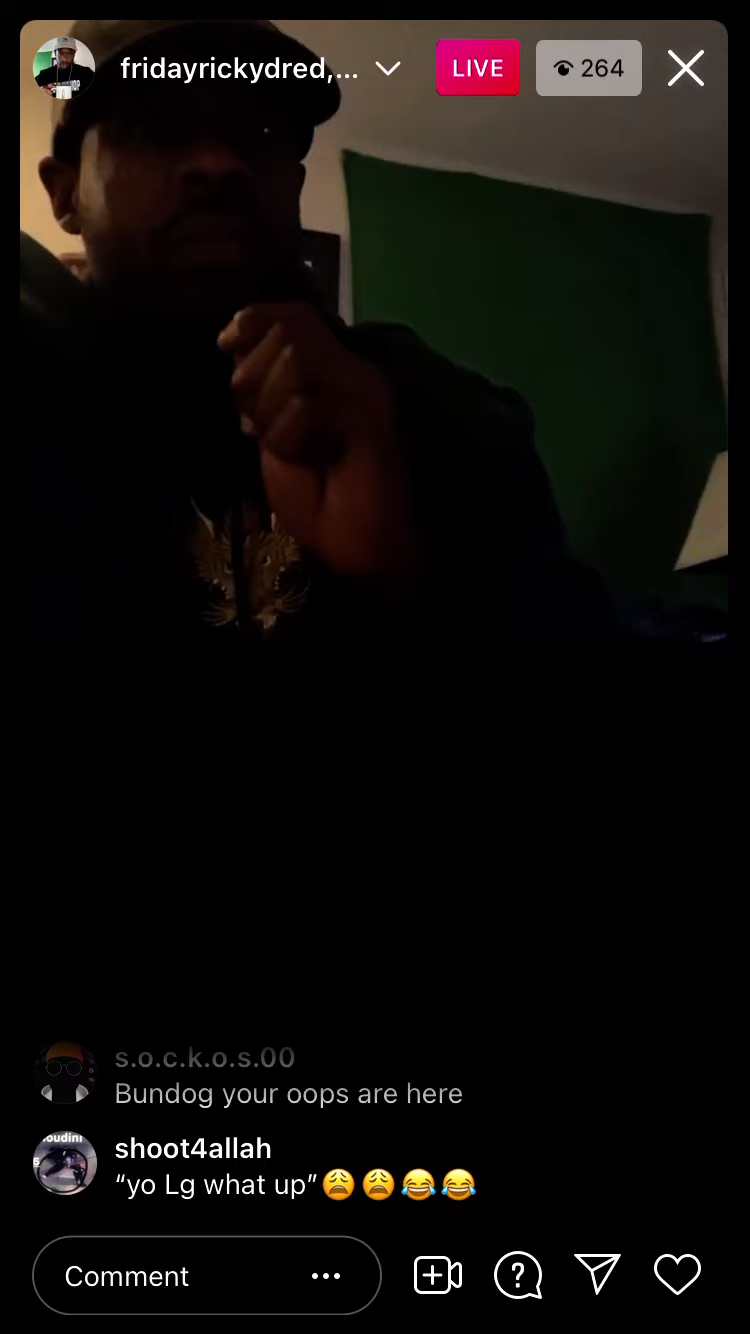 fridayrickydred,...
LIVE
264
s.o.c.k.o.s.00
Bundog your oops are here
shoot4allah
“yo Lg what up”😩😩😂😂
Comment